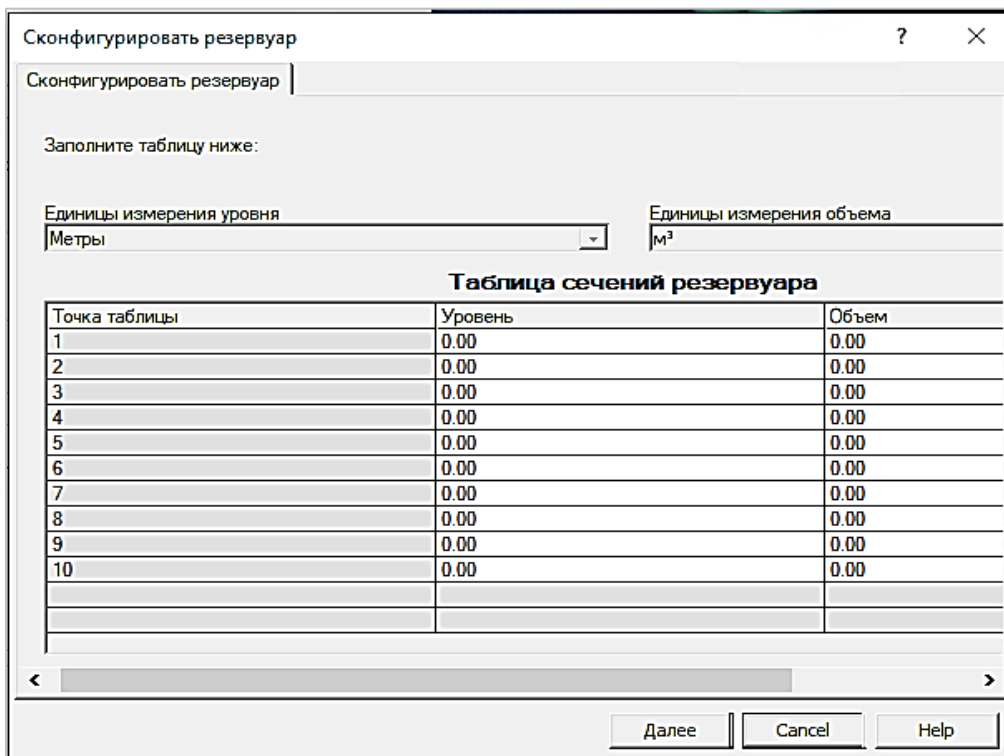 Сконфигурировать резервуар ?
Сконфигурировать резервуар
Заполните таблицу ниже:
Единицы измерения уровня Единицы измерения объема
Метры м³
Таблица сечений резервуара
Точка таблицы Уровень Объем
1 0.00 0.00
2 0.00 0.00
3 0.00 0.00
4 0.00 0.00
5 0.00 0.00
6 0.00 0.00
7 0.00 0.00
8 0.00 0.00
9 0.00 0.00
10 0.00 0.00
Далее Cancel Help